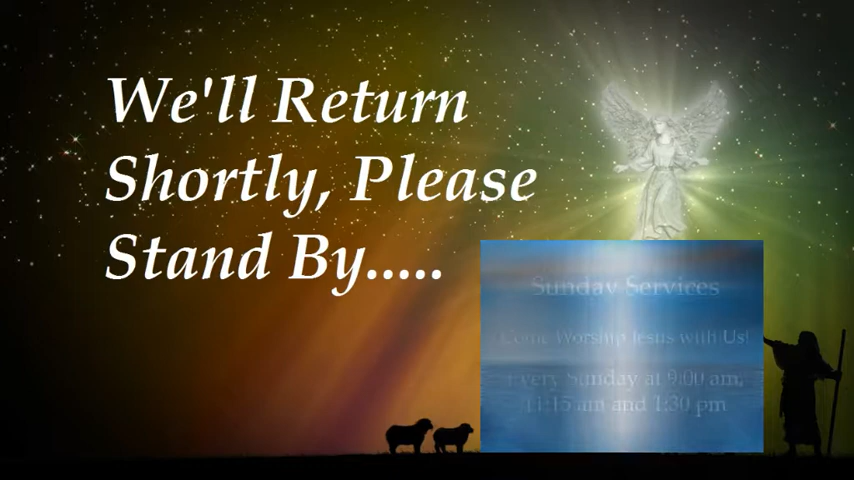 We'll Return
Shortly, Please
Stand By.....
Sunday Services
Come Worship Jesus with Us!
Every Sunday at 9:00 am,
11:15 am and 1:30 pm